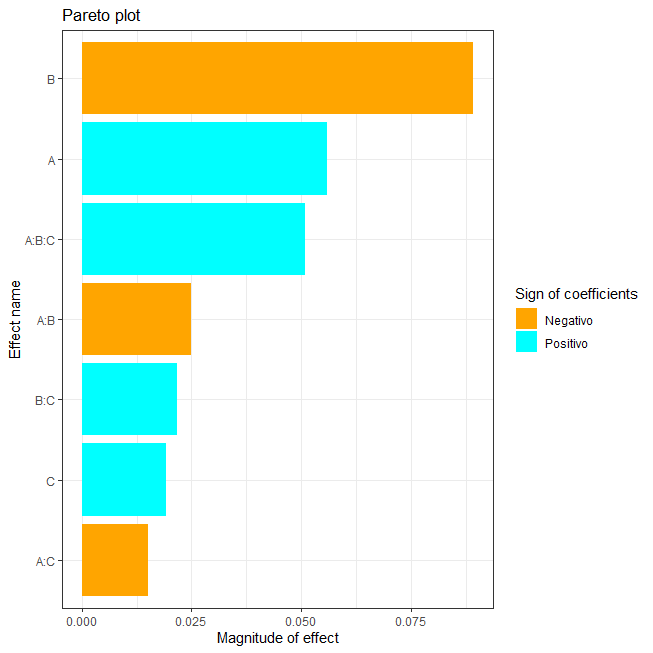 Pareto plot
Effect name
B
A
A:B:C
A:B
B:C
C
A:C
0.000
0.025
0.050
0.075
Magnitude of effect
Sign of coefficients
Negativo
Positivo